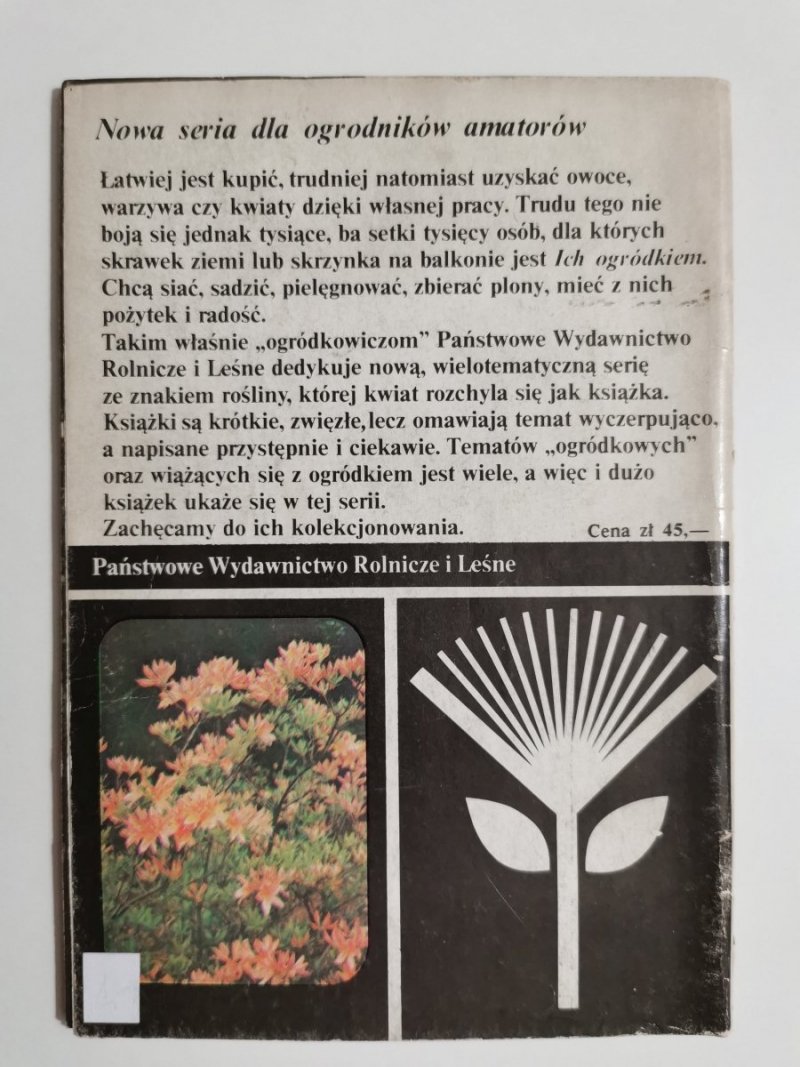 Nowa seria dla ogrodników amatorów
Łatwiej jest kupić, trudniej natomiast uzyskać owoce,
warzywa czy kwiaty dzięki własnej pracy. Trudu tego nie
boją się jednak tysiące, ba setki tysięcy osób, dla których
skrawek ziemi lub skrzynka na balkonie jest Ich ogródkiem.
Chcą siać, sadzić, pielęgnować, zbierać plony, mieć z nich
pożytek i radość.
Takim właśnie „ogródkowiczom” Państwowe Wydawnictwo
Rolnicze i Leśne dedykuje nową, wielotematyczną serię
ze znakiem rośliny, której kwiat rozchyla się jak książka.
Książki są krótkie, zwięzłe, lecz omawiają temat wyczerpująco,
a napisane przystępnie i ciekawie. Tematów „ogródkowych”
oraz wiążących się z ogródkiem jest wiele, a więc i dużo
książek ukaże się w tej serii.
Zachęcamy do ich kolekcjonowania.
Cena zł 45,—
Państwowe Wydawnictwo Rolnicze i Leśne